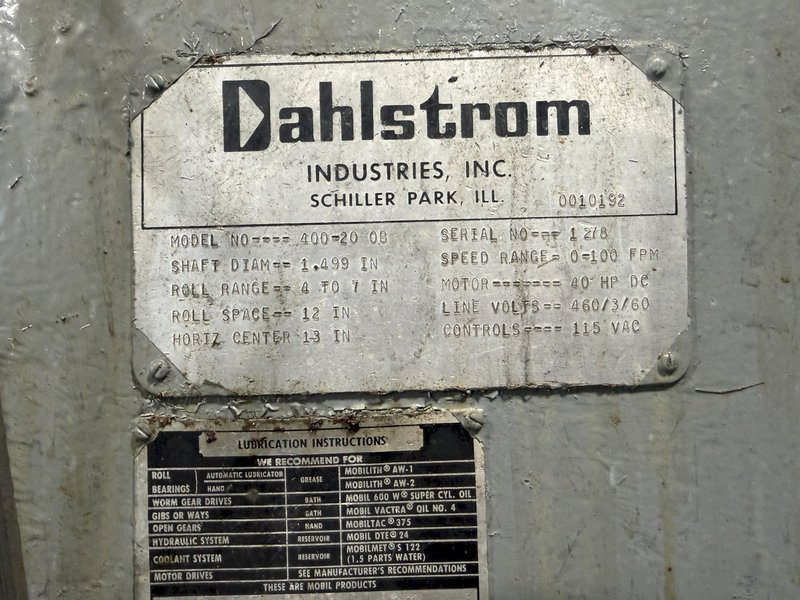 Dahlstrom
INDUSTRIES, INC.
SCHILLER PARK, ILL. 0010192
MODEL NO---- 400-20 OB SERIAL NO--- 1278
SHAFT DIAM-- 1.499 IN SPEED RANGE- 0-100 FPM
ROLL RANGE-- 4 TO 7 IN MOTOR------- 40 HP DC
ROLL SPACE-- 12 IN LINE VOLTS-- 460/3/60
HORIZ CENTER 13 IN CONTROLS---- 115 VAC
LUBRICATION INSTRUCTIONS
WE RECOMMEND FOR
ROLL BEARINGS AUTOMATIC LUBRICATOR GREASE MOBILITH® AW-1
HAND MOBILITH® AW-2
WORM GEAR DRIVES BATH MOBIL 600 W® SUPER CYL. OIL
GIBS OR WAYS BATH MOBIL VACTRA® OIL NO. 4
OPEN GEARS HAND MOBILTAC® 375
HYDRAULIC SYSTEM RESERVOIR MOBIL DTE® 24
COOLANT SYSTEM RESERVOIR MOBILMET® S 122
(1.5 PARTS WATER)
MOTOR DRIVES SEE MANUFACTURER'S RECOMMENDATIONS
THESE ARE MOBIL PRODUCTS